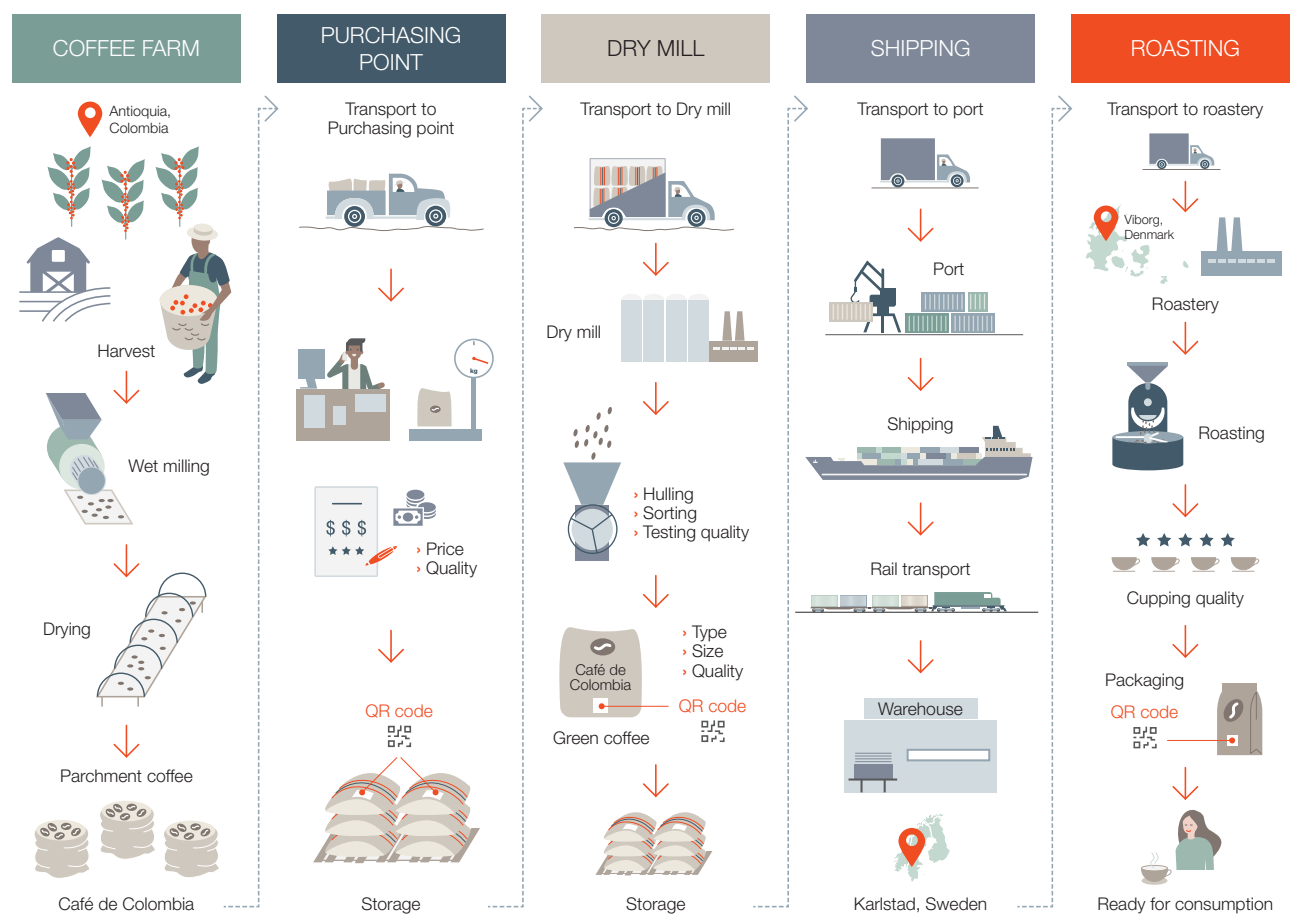 COFFEE FARM
Antioquia,
Colombia
Harvest
Wet milling
Drying
Parchment coffee
Café de Colombia
PURCHASING
POINT
Transport to
Purchasing point
kg
$ $ $
› Price
› Quality
QR code
Storage
DRY MILL
Transport to Dry mill
Dry mill
› Hulling
› Sorting
› Testing quality
› Type
› Size
› Quality
Café de
Colombia
QR code
Green coffee
Storage
SHIPPING
Transport to port
Port
Shipping
Rail transport
Warehouse
Karlstad, Sweden
ROASTING
Transport to roastery
Viborg,
Denmark
Roastery
Roasting
Cupping quality
Packaging
QR code
Ready for consumption